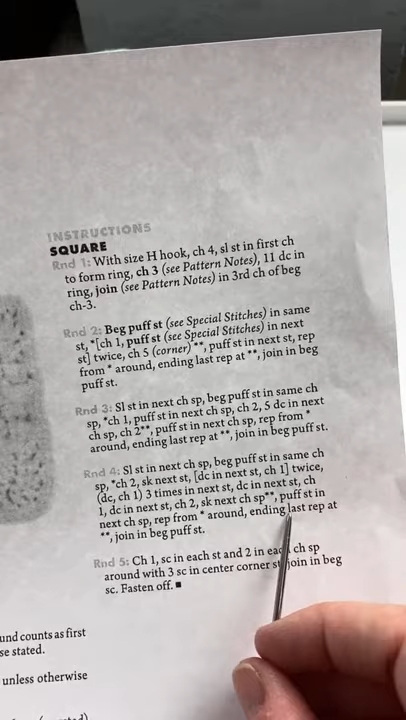 INSTRUCTIONS
SQUARE
Rnd 1: With size H hook, ch 4, sl st in first ch
to form ring, ch 3 (see Pattern Notes), 11 dc in
ring, join (see Pattern Notes) in 3rd ch of beg
ch-3.
Rnd 2: Beg puff st (see Special Stitches) in same
st, *[ch 1, puff st (see Special Stitches) in next
st] twice, ch 5 (corner)**, puff st in next st, rep
from * around, ending last rep at **, join in beg
puff st.
Rnd 3: Sl st in next ch sp, beg puff st in same ch
sp, *ch 1, puff st in next ch sp, ch 2, 5 dc in next
ch sp, ch 2**, puff st in next ch sp, rep from *
around, ending last rep at **, join in beg puff st.
Rnd 4: Sl st in next ch sp, beg puff st in same ch
sp, *ch 2, sk next st, [dc in next st, ch 1] twice,
(dc, ch 1) 3 times in next st, dc in next st, ch
1, dc in next st, ch 2, sk next ch sp**, puff st in
next ch sp, rep from * around, ending last rep at
**, join in beg puff st.
Rnd 5: Ch 1, sc in each st and 2 in each ch sp
around with 3 sc in center corner st, join in beg
sc. Fasten off. ■
und counts as first
se stated.
unless otherwise